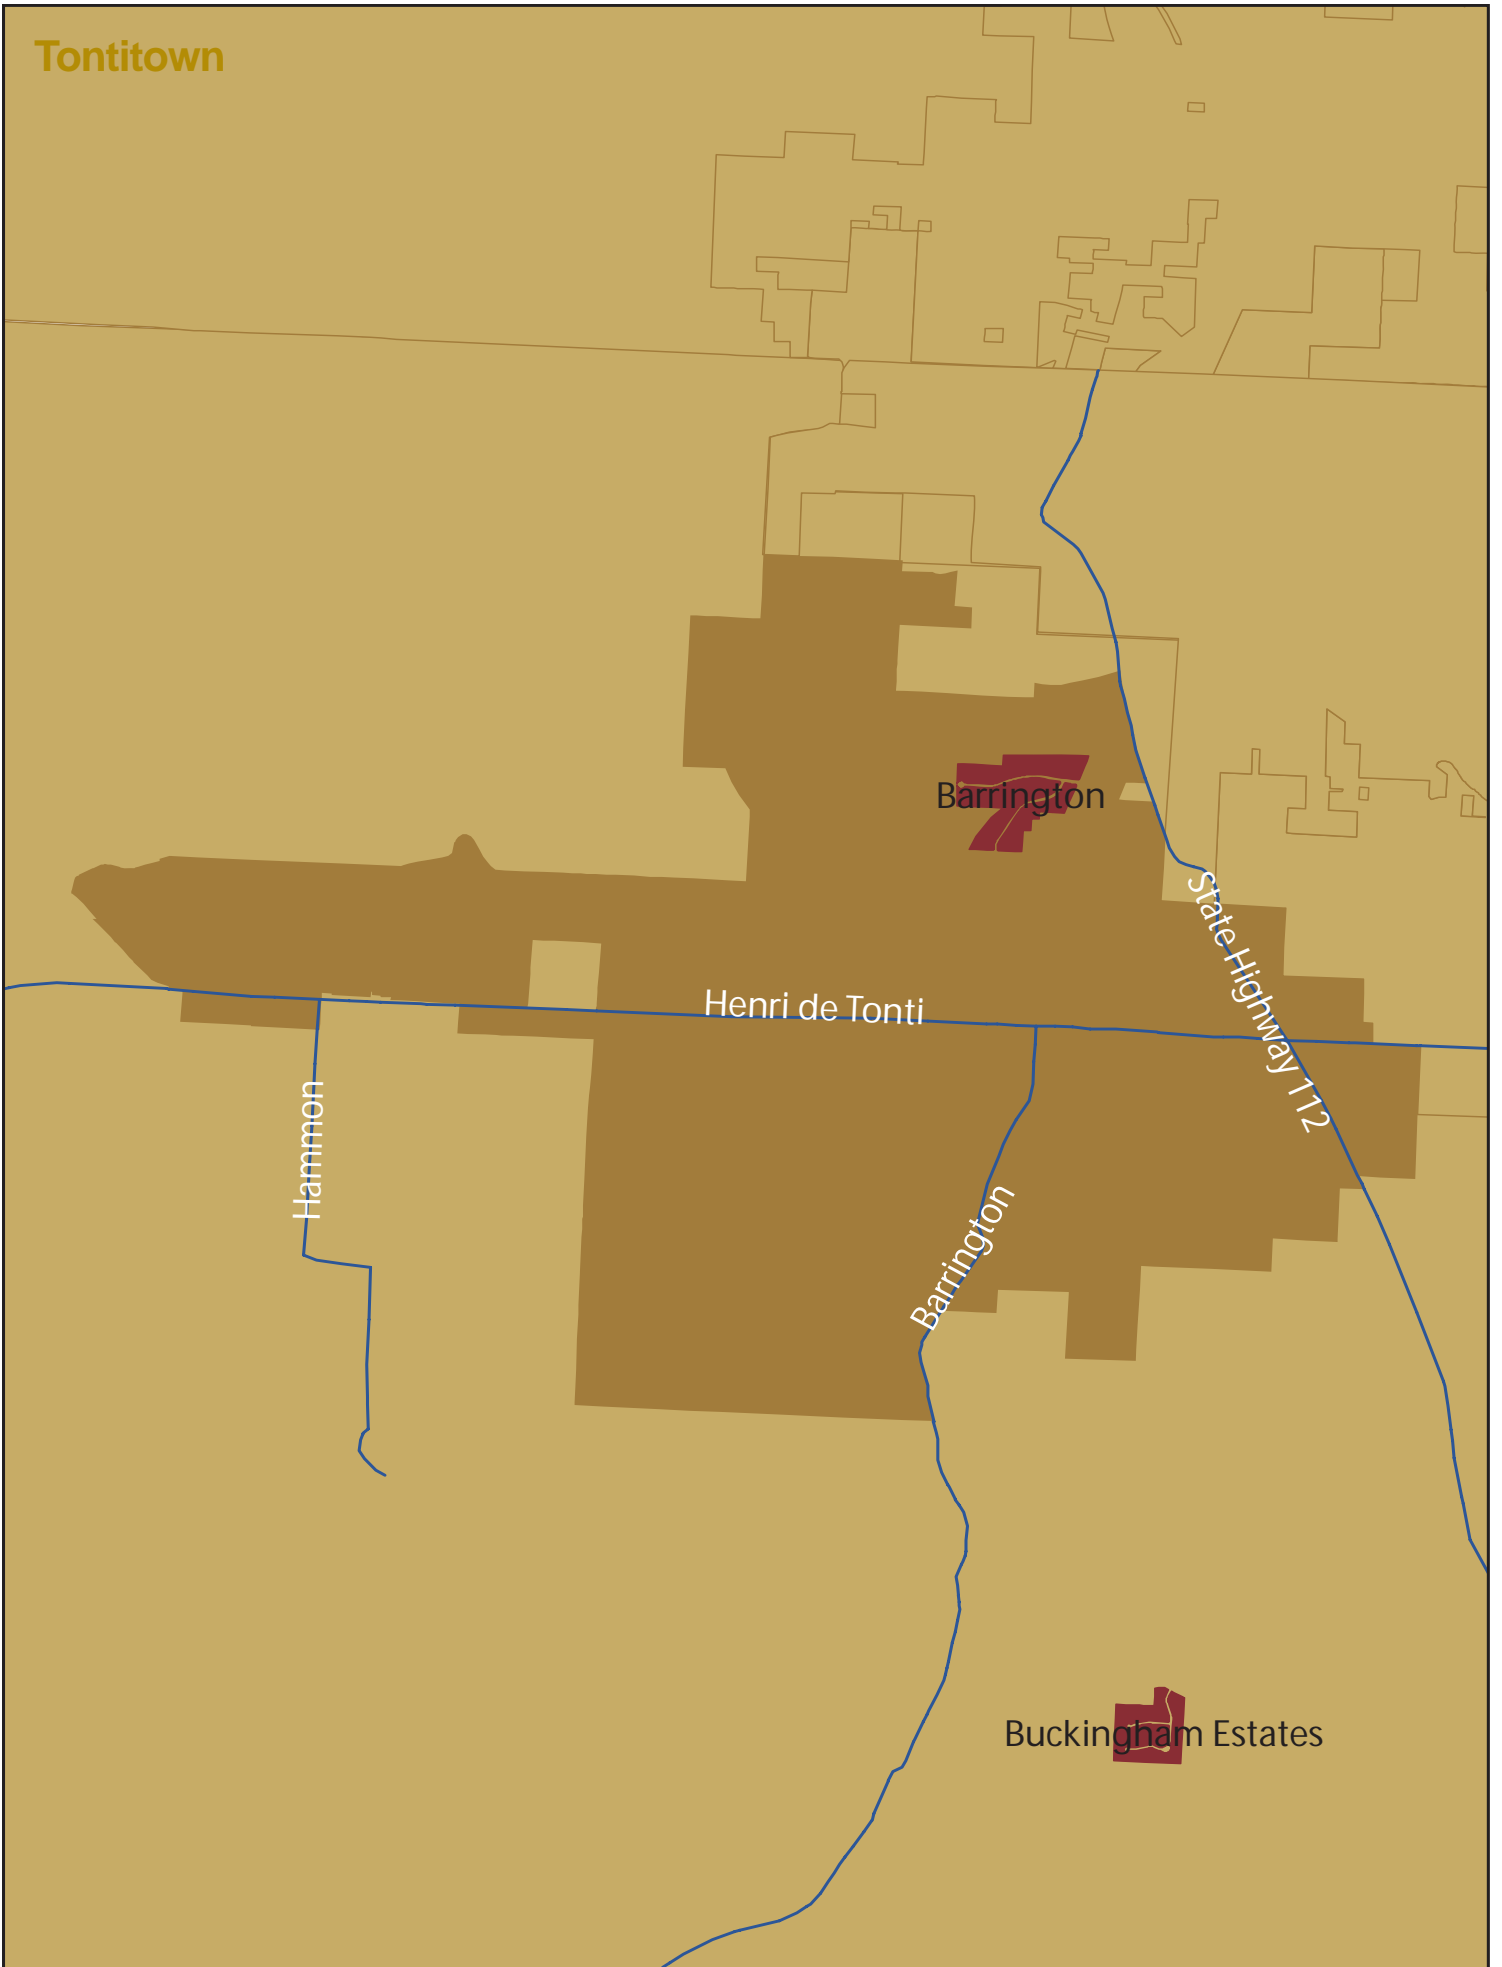 Tontitown
Barrington
State Highway 112
Henri de Tonti
Hammon
Barrington
Buckingham Estates